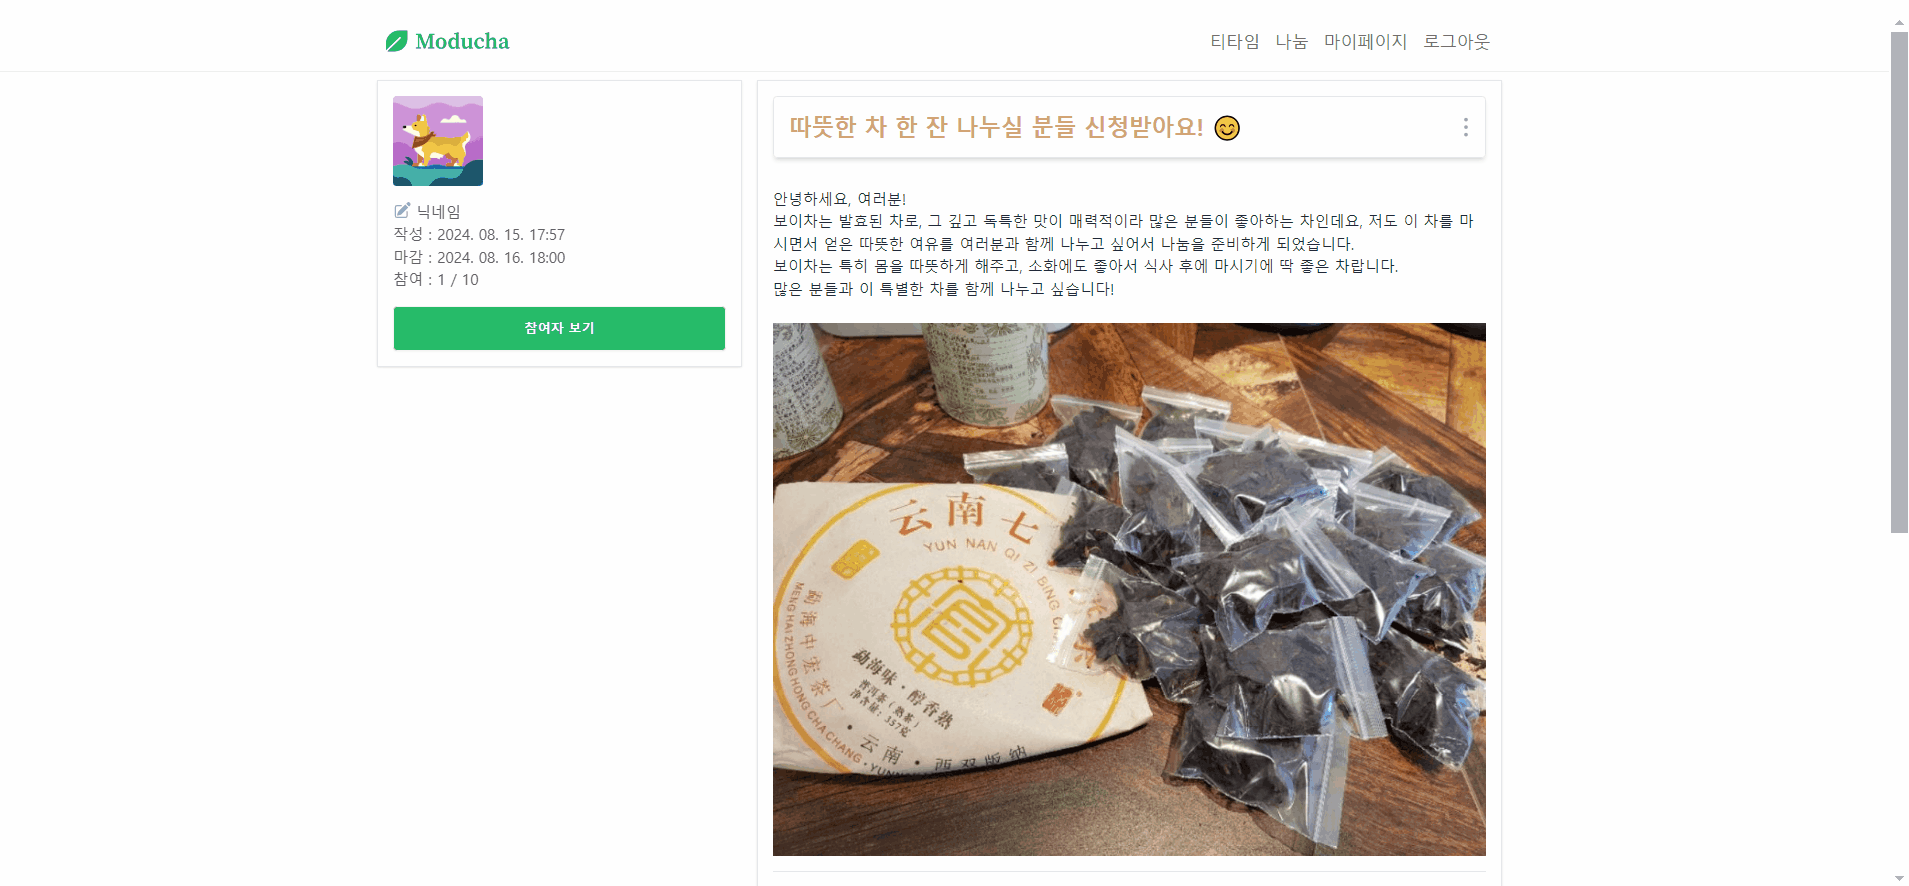 Moducha
티타임 나눔 마이페이지 로그아웃
닉네임
작성 : 2024. 08. 15. 17:57
마감 : 2024. 08. 16. 18:00
참여 : 1 / 10
참여자 보기
따뜻한 차 한 잔 나누실 분들 신청받아요! 😊
안녕하세요, 여러분!
보이차는 발효된 차로, 그 깊고 독특한 맛이 매력적이라 많은 분들이 좋아하는 차인데요, 저도 이 차를 마
시면서 얻은 따뜻한 여유를 여러분과 함께 나누고 싶어서 나눔을 준비하게 되었습니다.
보이차는 특히 몸을 따뜻하게 해주고, 소화에도 좋아서 식사 후에 마시기에 딱 좋은 차랍니다.
많은 분들과 이 특별한 차를 함께 나누고 싶습니다!
云南七
YUN NAN QI ZI BING C
茶
勐海中宏茶厂
MENG HAI ZHONG HONG CHA CHANG
勐海味·醇香熟
普洱茶（熟茶）
净含量：357克
·云南·西双版纳